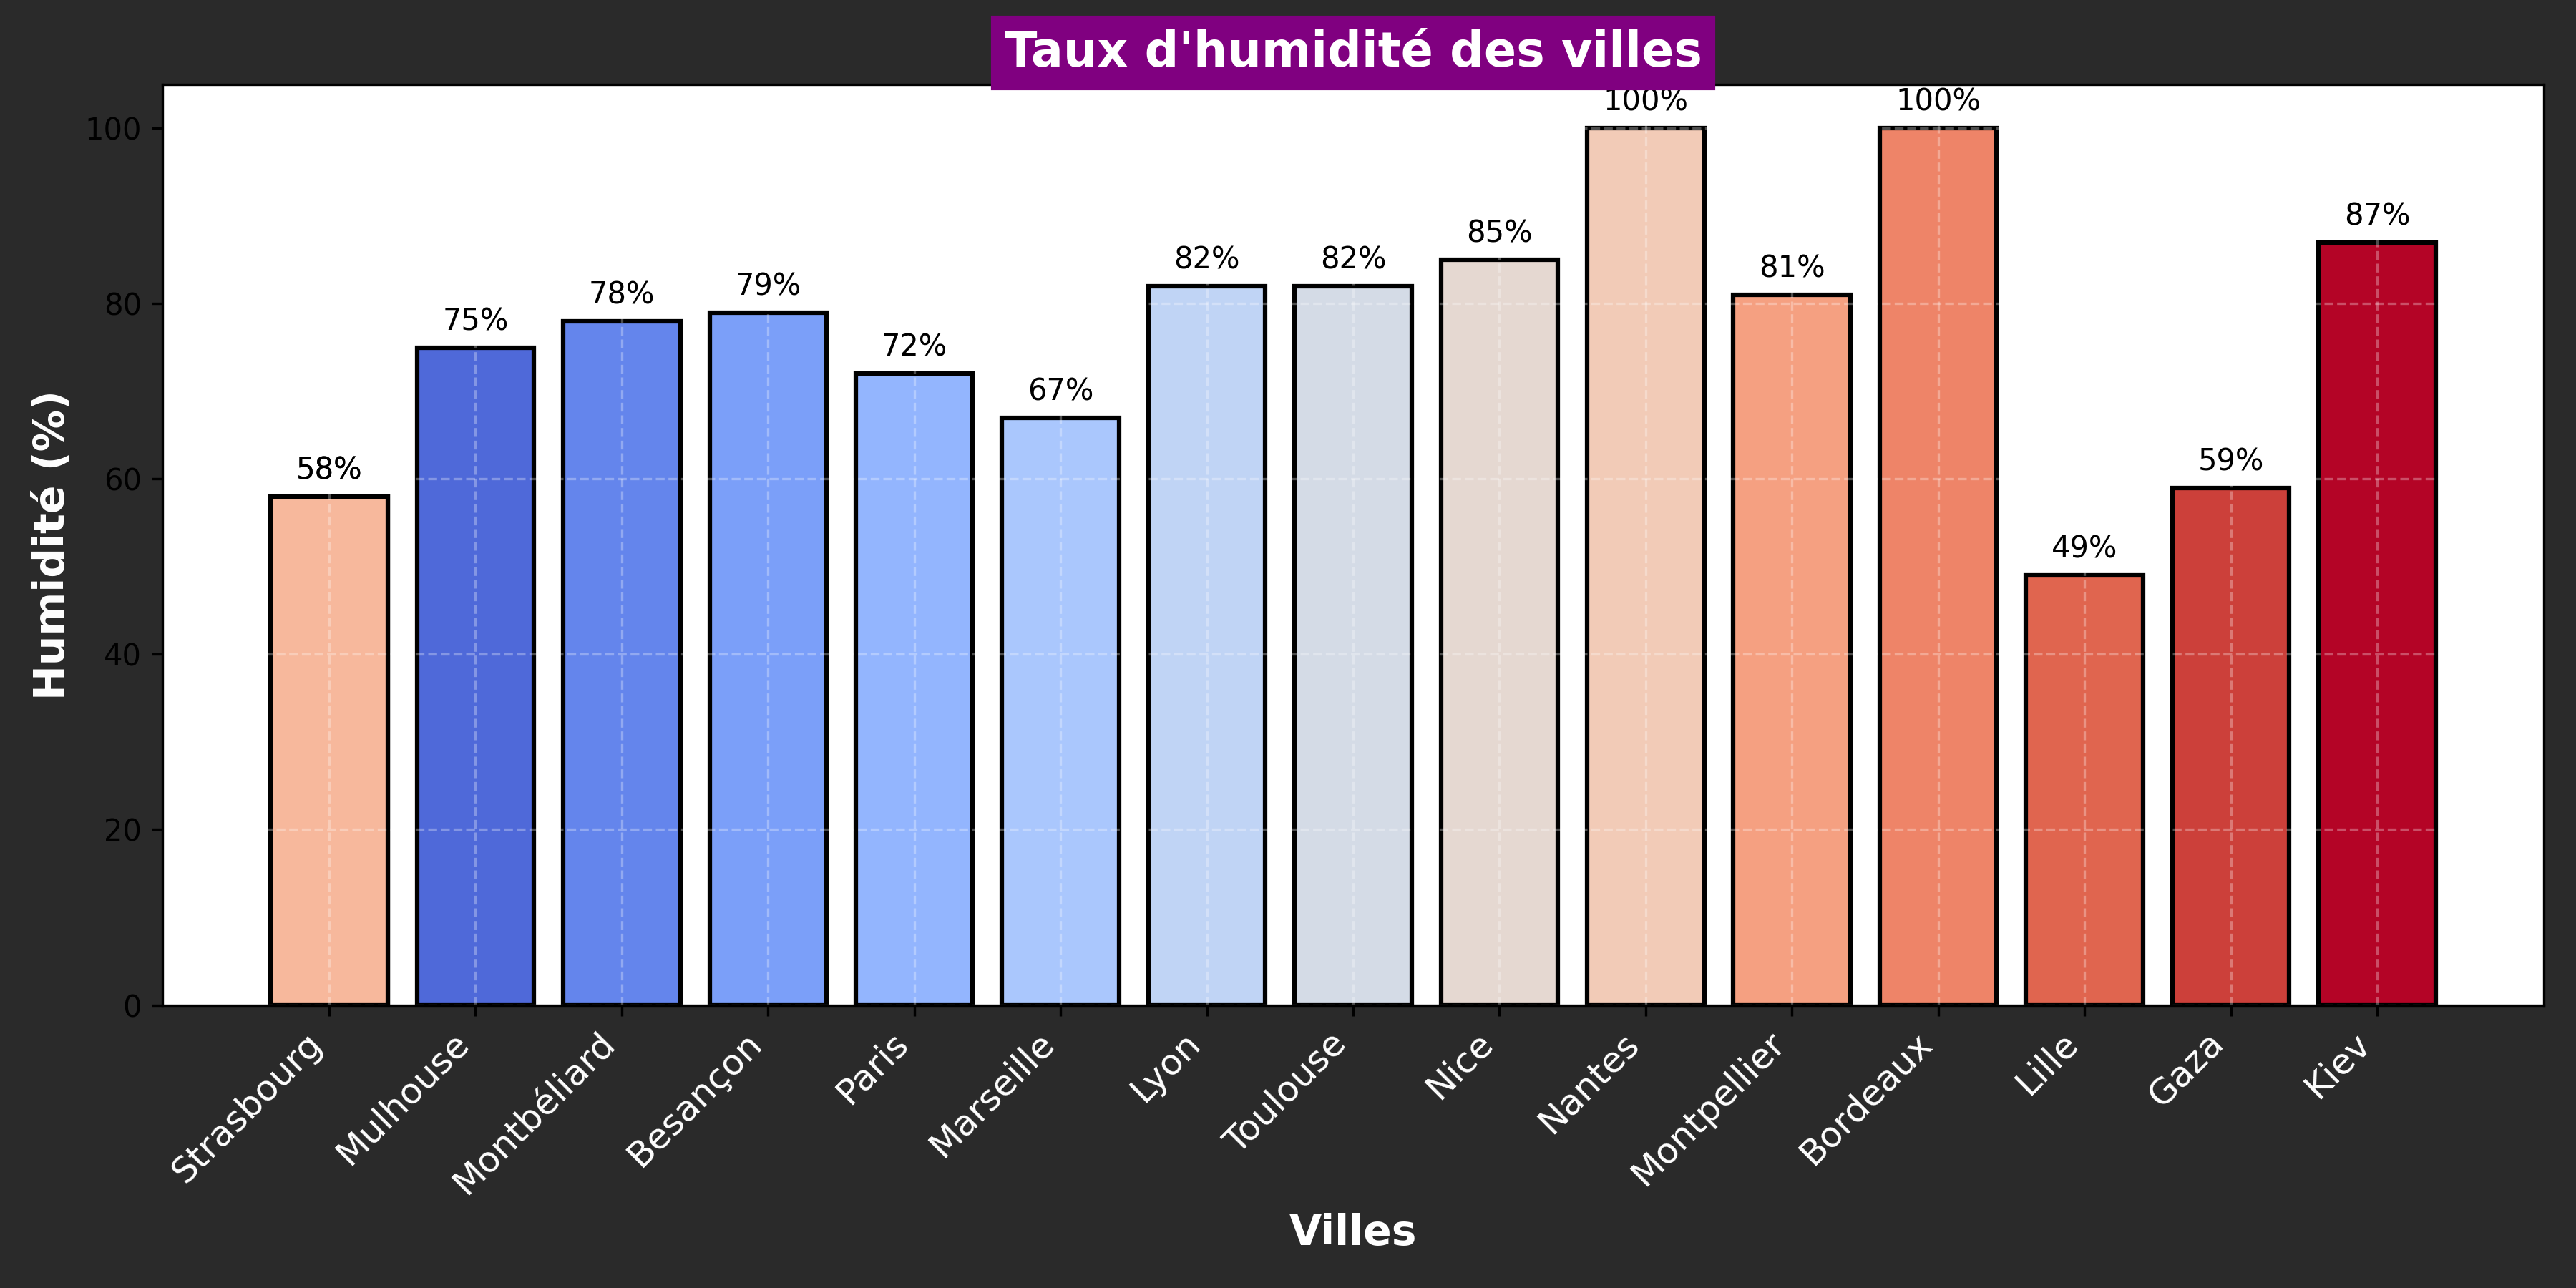 Taux d'humidité des villes
Humidité (%)
100
80
60
40
20
0
58%
75%
78%
79%
72%
67%
82%
82%
85%
100%
81%
100%
49%
59%
87%
Strasbourg
Mulhouse
Montbéliard
Besançon
Paris
Marseille
Lyon
Toulouse
Nice
Nantes
Montpellier
Bordeaux
Lille
Gaza
Kiev
Villes